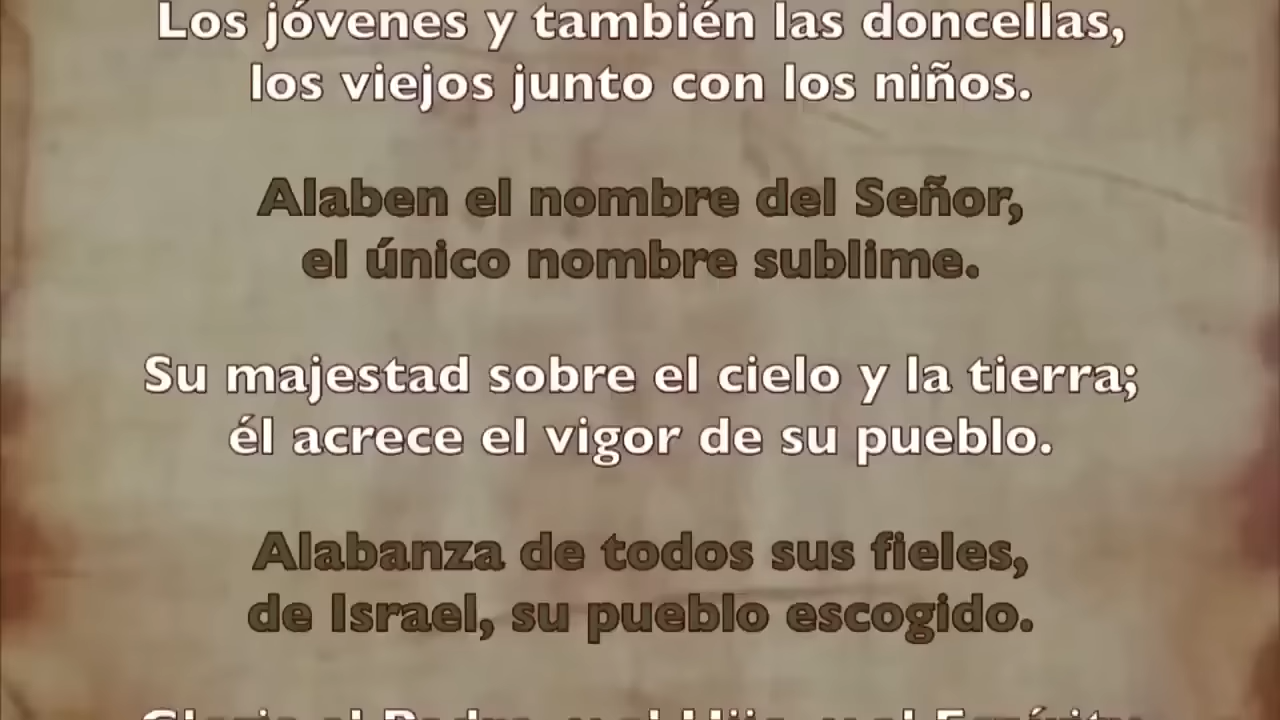 Los jóvenes y también las doncellas,
los viejos junto con los niños.
Alaben el nombre del Señor,
el único nombre sublime.
Su majestad sobre el cielo y la tierra;
él acrece el vigor de su pueblo.
Alabanza de todos sus fieles,
de Israel, su pueblo escogido.